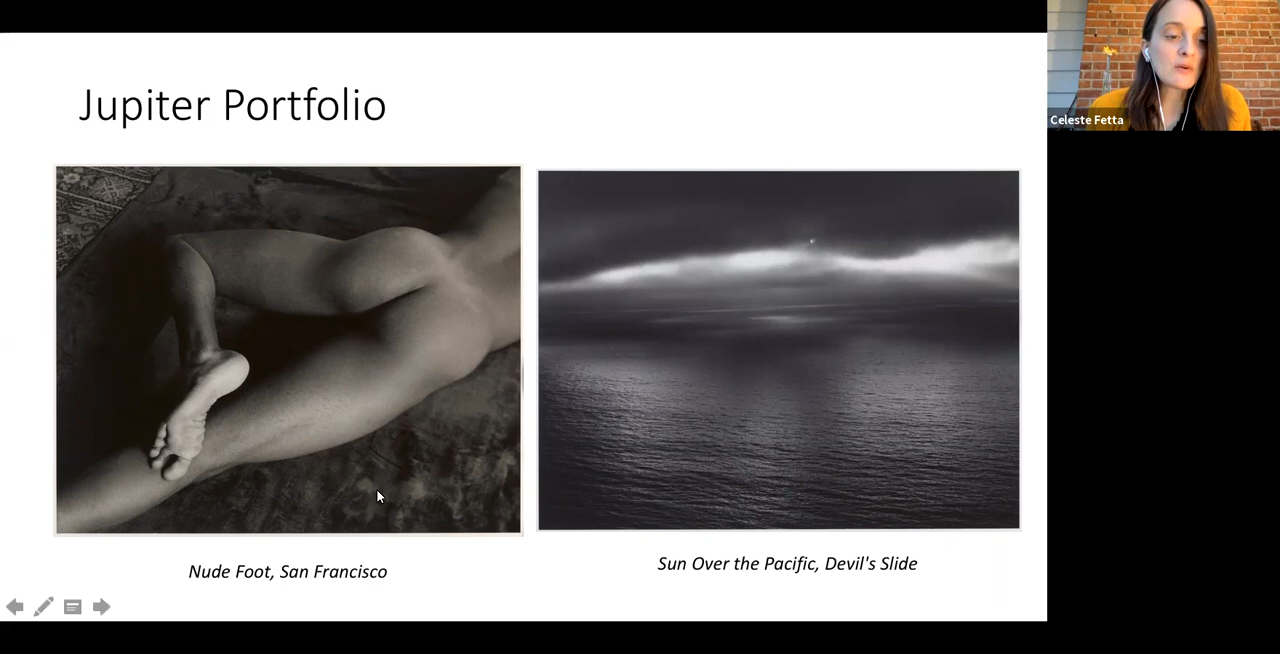 Jupiter Portfolio
Celeste Fetta
Nude Foot, San Francisco
Sun Over the Pacific, Devil's Slide